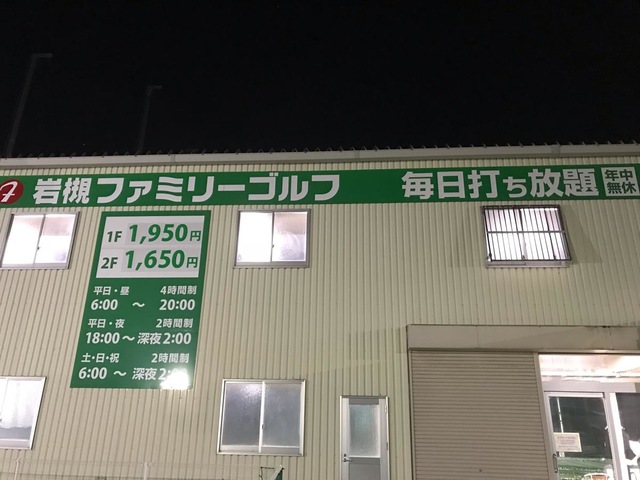 岩槻ファミリーゴルフ 毎日打ち放題 年中無休
1F 1,950円
2F 1,650円
平日・昼 4時間制
6:00 ～ 20:00
平日・夜 2時間制
18:00～深夜2:00
土・日・祝 2時間制
6:00 ～ 深夜2:00